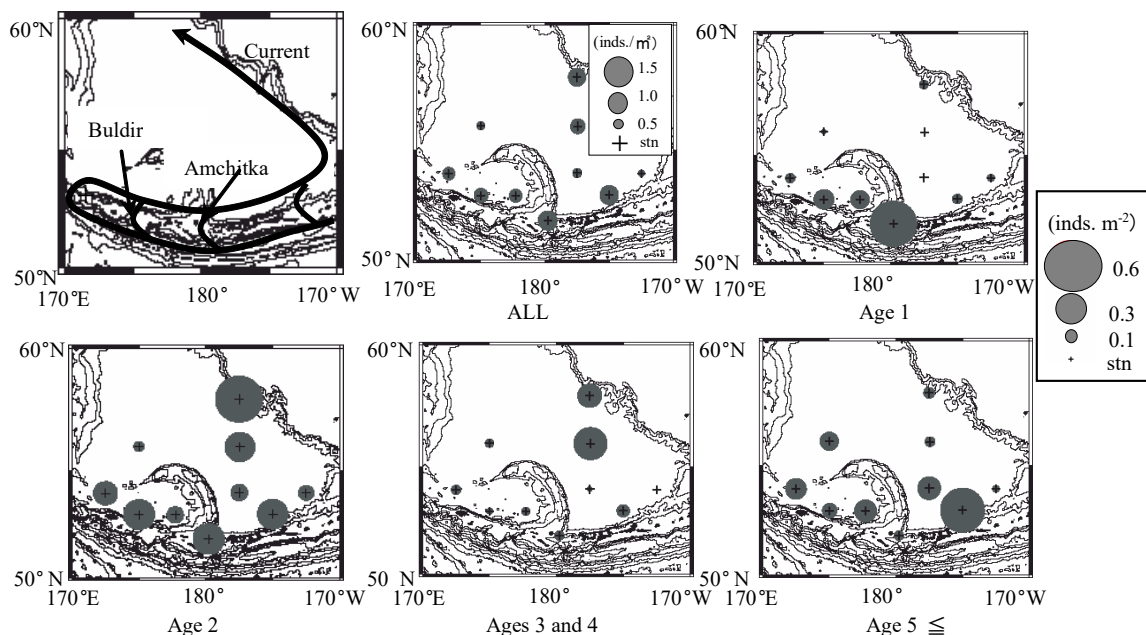 60°N
Current
Buldir
Amchitka
50°N
170°E
180°
170°W
60°N
(inds./㎡)
1.5
1.0
0.5
+ stn
50°N
170°E
180°
170°W
ALL
60°N
50°N
170°E
180°
170°W
Age 1
(inds. m⁻²)
0.6
0.3
0.1
+ stn
60°N
50°N
170°E
180°
170°W
Age 2
60°N
50 N
170°E
180°
170°W
Ages 3 and 4
60°N
50°N
170°E
180°
170°W
Age 5 ≦